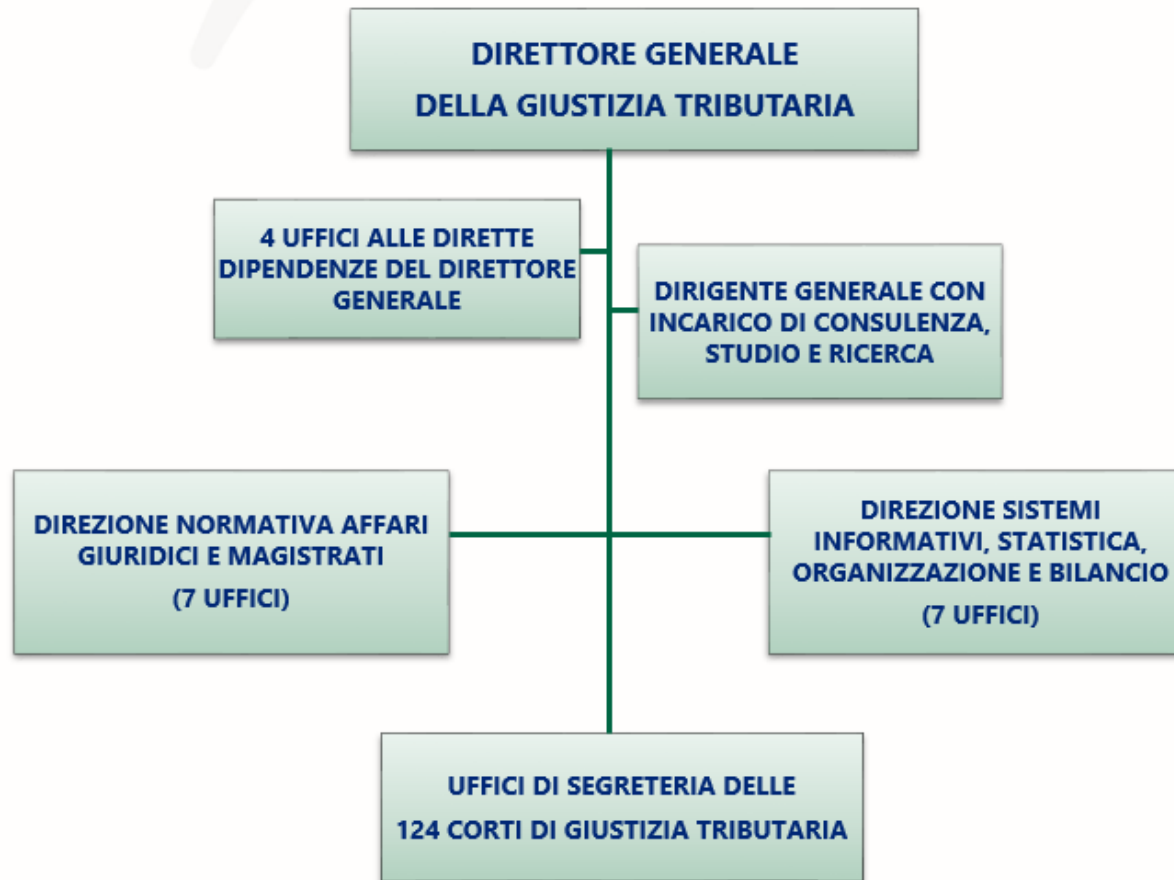 DIRETTORE GENERALE
DELLA GIUSTIZIA TRIBUTARIA
4 UFFICI ALLE DIRETTE
DIPENDENZE DEL DIRETTORE
GENERALE
DIRIGENTE GENERALE CON
INCARICO DI CONSULENZA,
STUDIO E RICERCA
DIREZIONE NORMATIVA AFFARI
GIURIDICI E MAGISTRATI
(7 UFFICI)
DIREZIONE SISTEMI
INFORMATIVI, STATISTICA,
ORGANIZZAZIONE E BILANCIO
(7 UFFICI)
UFFICI DI SEGRETERIA DELLE
124 CORTI DI GIUSTIZIA TRIBUTARIA